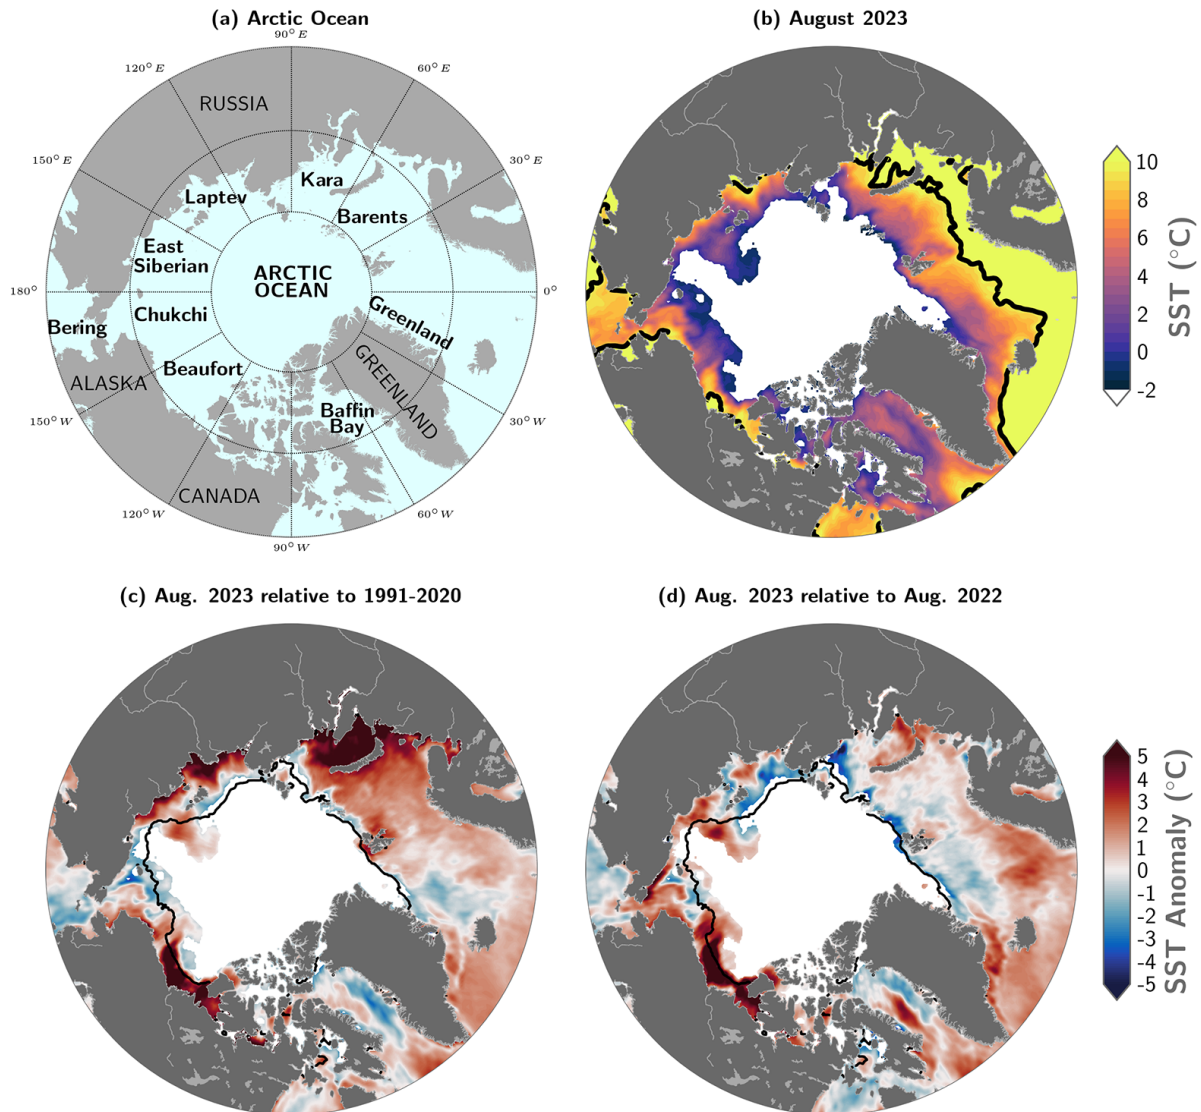 (a) Arctic Ocean
90°E
120°E
60°E
RUSSIA
150°E
30°E
Kara
Laptev
Barents
East
Siberian
ARCTIC
OCEAN
180°
0°
Chukchi
Greenland
Bering
Beaufort
ALASKA
GREENLAND
150°W
30°W
Baffin
Bay
CANADA
120°W
60°W
90°W
(b) August 2023
10
8
6
4
2
0
-2
SST (°C)
(c) Aug. 2023 relative to 1991-2020
(d) Aug. 2023 relative to Aug. 2022
5
4
3
2
1
0
-1
-2
-3
-4
-5
SST Anomaly (°C)